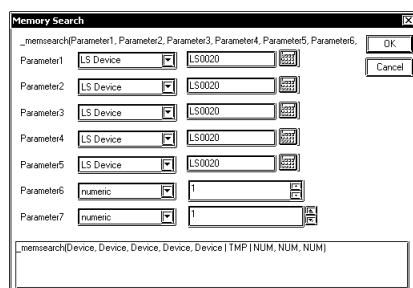 Memory Search
_memsearch(Parameter1, Parameter2, Parameter3, Parameter4, Parameter5, Parameter6,
OK
Parameter1 LS Device LS0020
Cancel
Parameter2 LS Device LS0020
Parameter3 LS Device LS0020
Parameter4 LS Device LS0020
Parameter5 LS Device LS0020
Parameter6 numeric 1
Parameter7 numeric 1
_memsearch(Device, Device, Device, Device, Device | TMP | NUM, NUM, NUM)